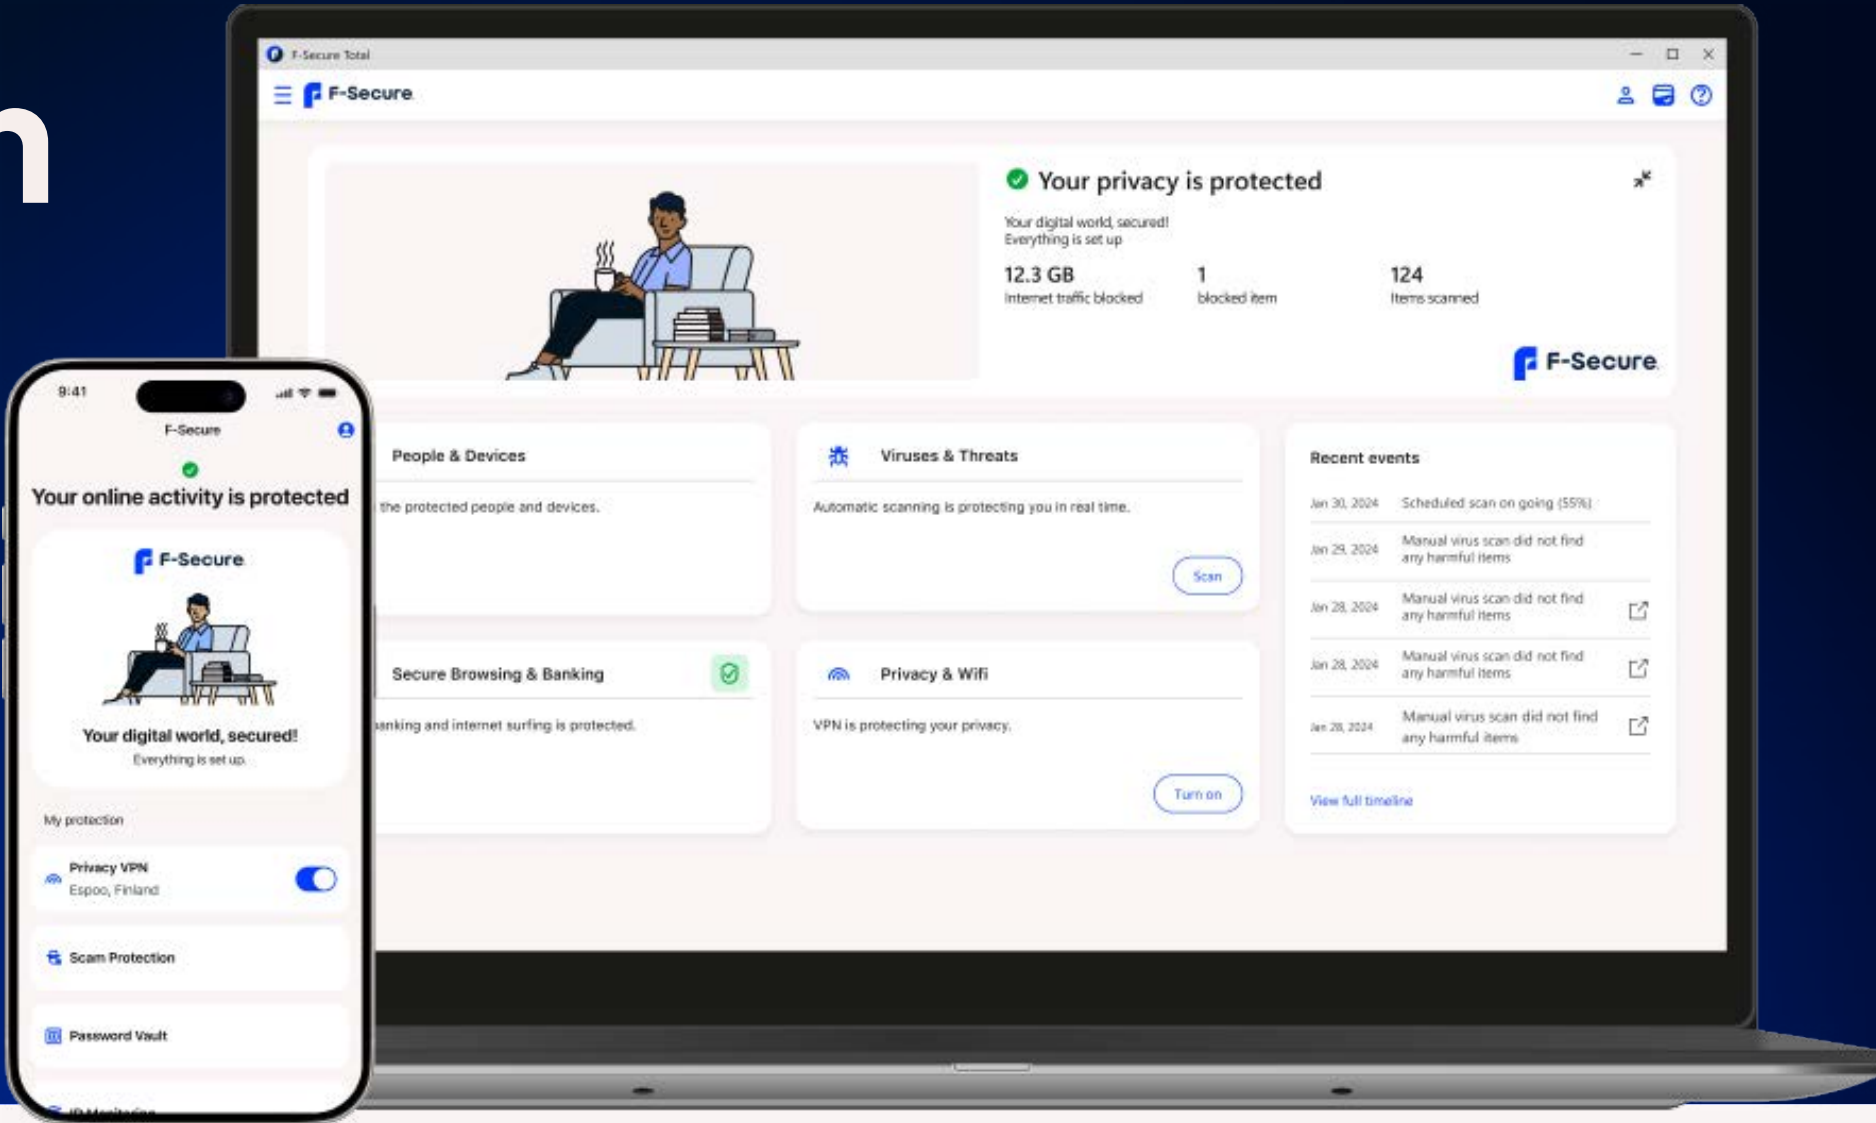 n
F-Secure Total
F-Secure
Your privacy is protected
Your digital world, secured!
Everything is set up
12.3 GB
Internet traffic blocked
1
blocked item
124
Items scanned
F-Secure
People & Devices
the protected people and devices.
Viruses & Threats
Automatic scanning is protecting you in real time.
Scan
Secure Browsing & Banking
anking and internet surfing is protected.
Privacy & Wifi
VPN is protecting your privacy.
Turn on
Recent events
Jan 30, 2024 Scheduled scan on going (55%)
Jan 29, 2024 Manual virus scan did not find
any harmful items
Jan 28, 2024 Manual virus scan did not find
any harmful items
Jan 28, 2024 Manual virus scan did not find
any harmful items
Jan 28, 2024 Manual virus scan did not find
any harmful items
View full timeline
9:41
F-Secure
Your online activity is protected
F-Secure
Your digital world, secured!
Everything is set up.
My protection
Privacy VPN
Espoo, Finland
Scam Protection
Password Vault
ID Monitoring